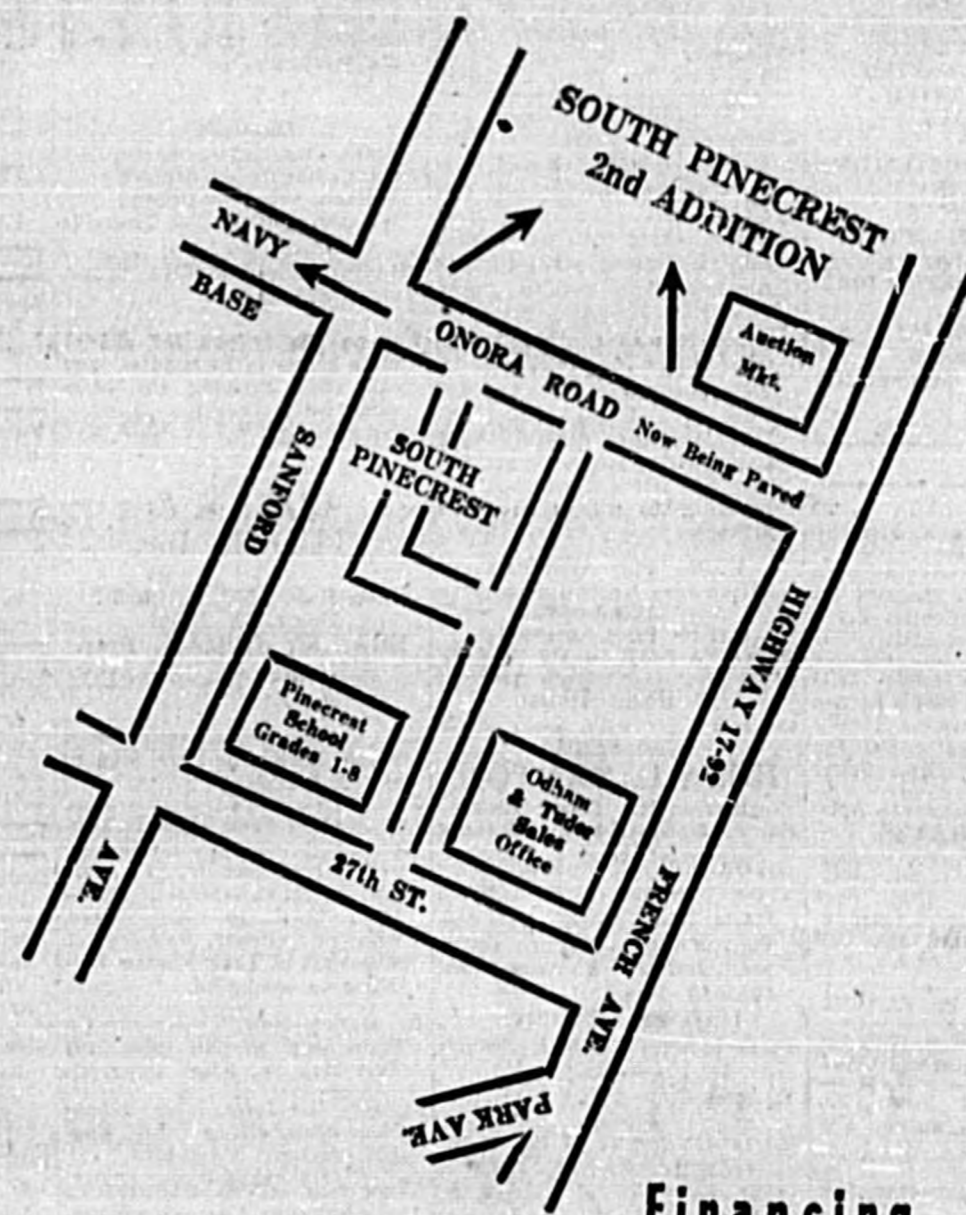 SOUTH PINECREST
2nd ADDITION
NAVY
BASE
Auction
Mkt.
ONORA ROAD Now Being Paved
SOUTH
PINECREST
SANFORD
AVE.
HIGHWAY 17-92
Pinecrest
School
Grades 1-8
Odham
& Tudor
Sales
Office
27th ST.
FRENCH AVE.
PARK AVE.
Financing